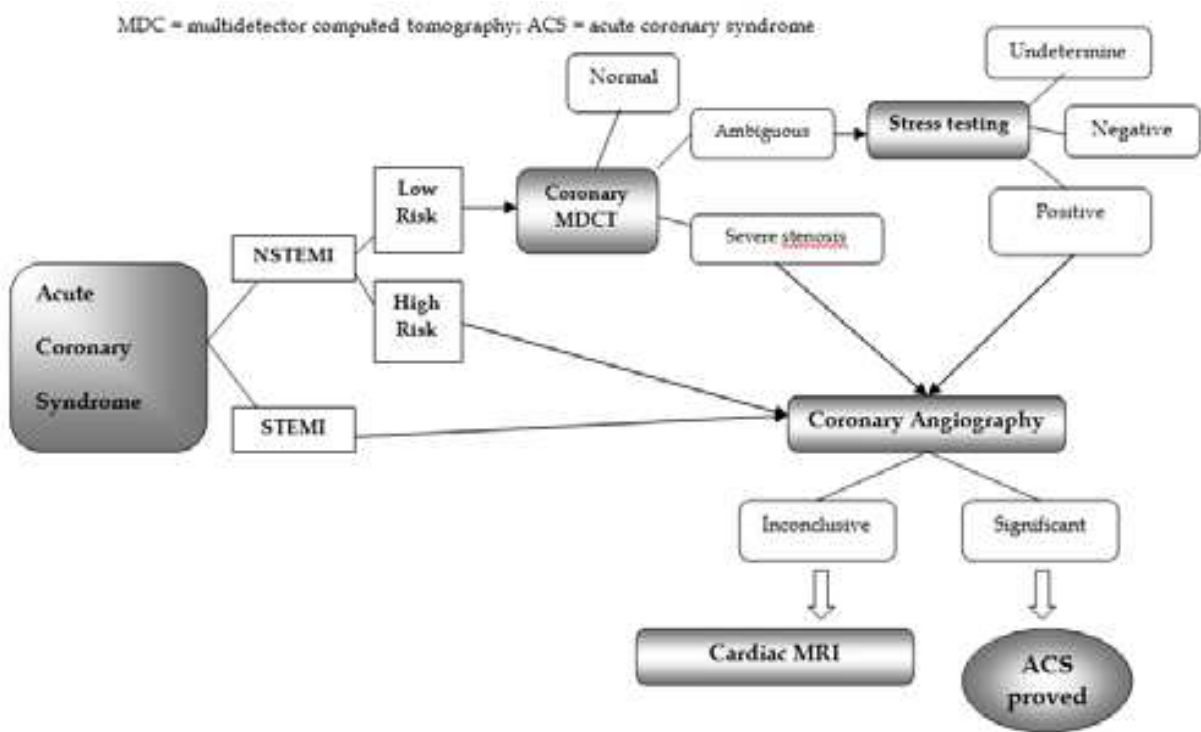 MDC = multidetector computed tomography; ACS = acute coronary syndrome
Undetermine
Normal
Ambiguous
Stress testing
Negative
Low
Risk
Coronary
MDCT
Positive
Severe stenosis
NSTEMI
Acute
Coronary
Syndrome
High
Risk
STEMI
Coronary Angiography
Inconclusive
Significant
Cardiac MRI
ACS
proved